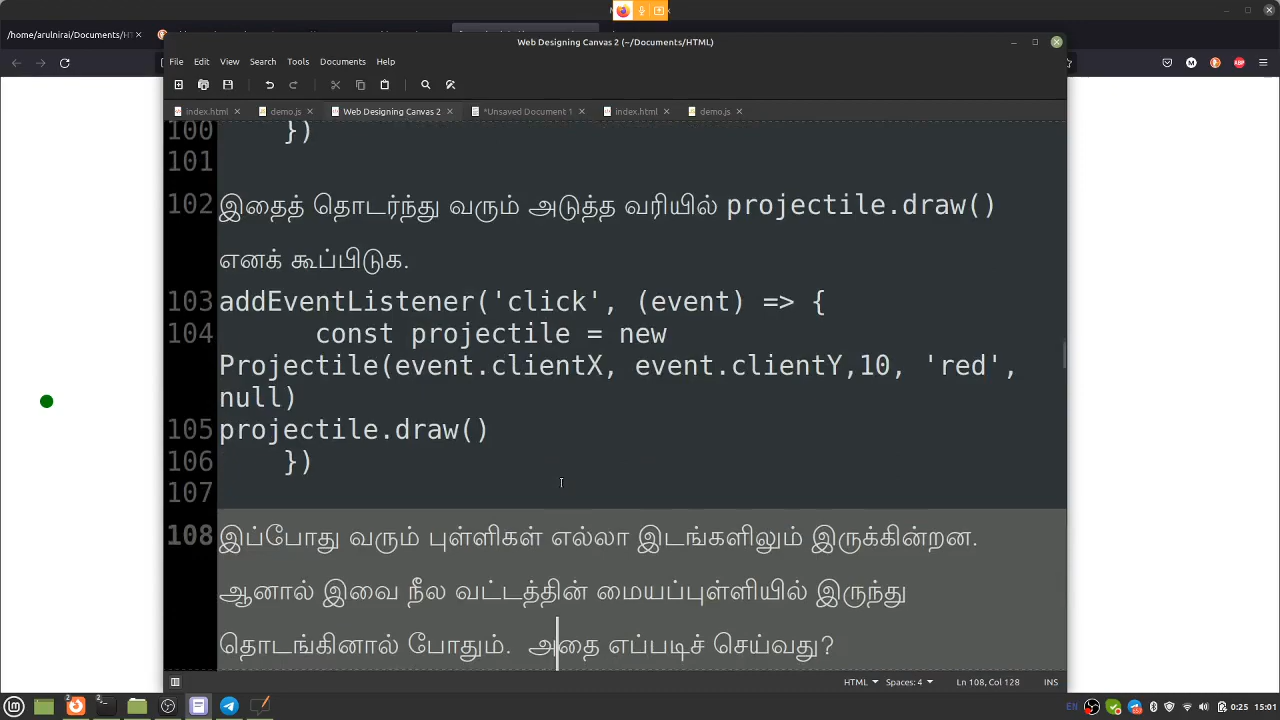 /home/arulnirai/Documents/HT
Web Designing Canvas 2 (~/Documents/HTML)
File Edit View Search Tools Documents Help
index.html demo.js Web Designing Canvas 2 *Unsaved Document 1 index.html demo.js
100 })
101
102 இதைத் தொடர்ந்து வரும் அடுத்த வரியில் projectile.draw()
எனக் கூப்பிடுக.
103 addEventListener('click', (event) => {
104 const projectile = new
Projectile(event.clientX, event.clientY,10, 'red',
null)
105 projectile.draw()
106 })
107
108 இப்போது வரும் புள்ளிகள் எல்லா இடங்களிலும் இருக்கின்றன.
ஆனால் இவை நீல வட்டத்தின் மையப்புள்ளியில் இருந்து
தொடங்கினால் போதும். அதை எப்படிச் செய்வது?
HTML Spaces: 4 Ln 108, Col 128 INS
EN 0:25 15:01